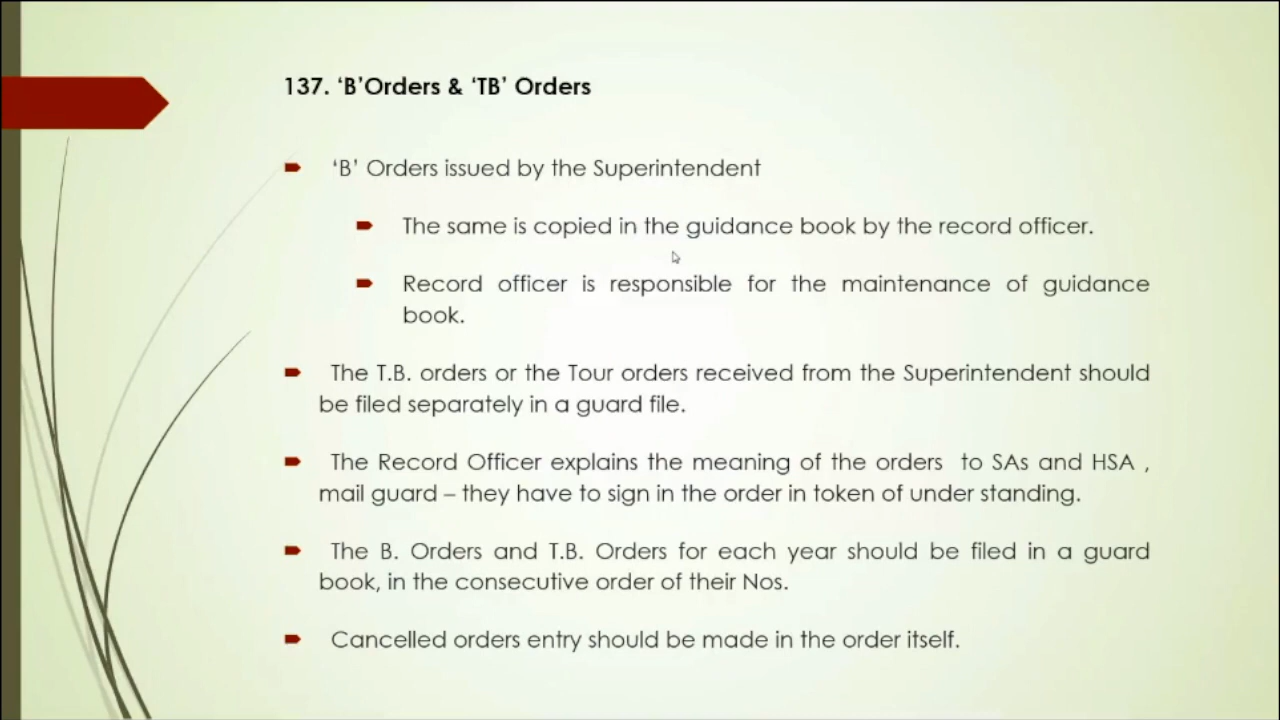 137. ‘B’Orders & ‘TB’ Orders
‘B’ Orders issued by the Superintendent
The same is copied in the guidance book by the record officer.
Record officer is responsible for the maintenance of guidance
book.
The T.B. orders or the Tour orders received from the Superintendent should
be filed separately in a guard file.
The Record Officer explains the meaning of the orders to SAs and HSA ,
mail guard – they have to sign in the order in token of under standing.
The B. Orders and T.B. Orders for each year should be filed in a guard
book, in the consecutive order of their Nos.
Cancelled orders entry should be made in the order itself.